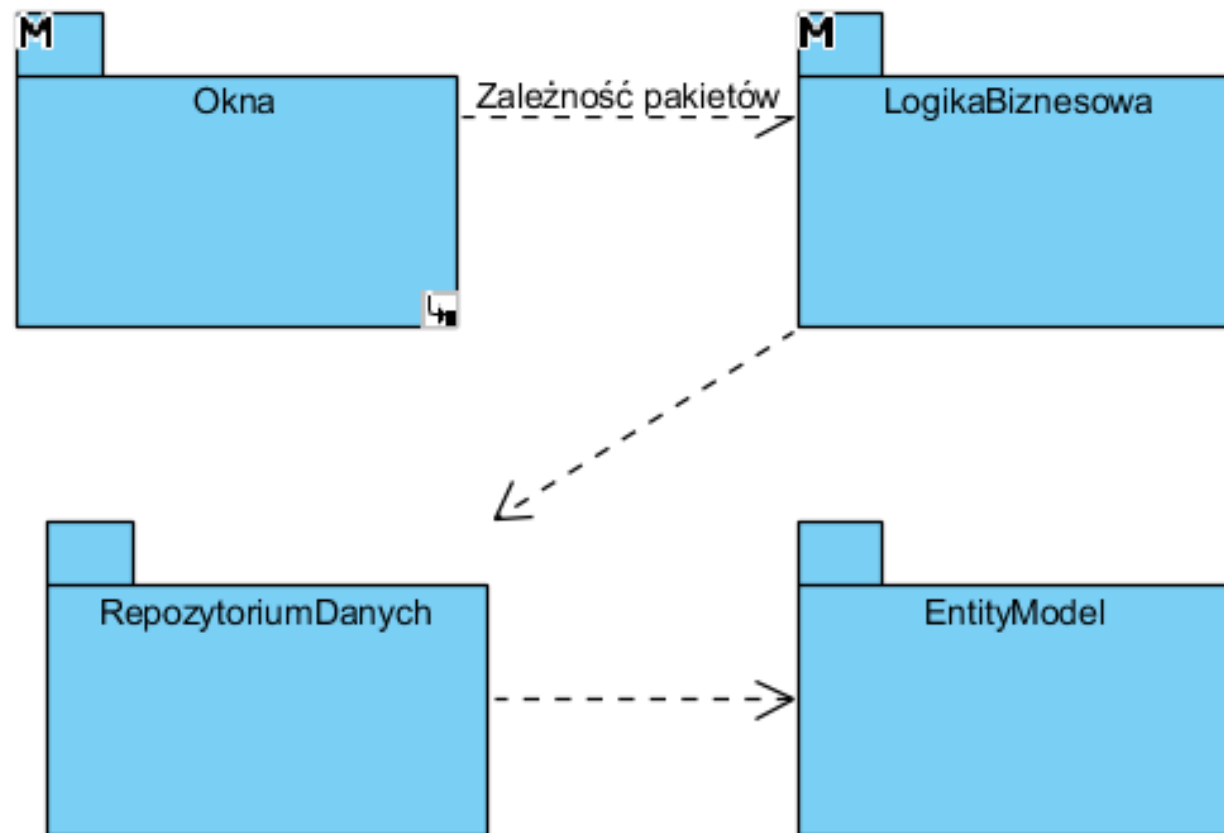 M
M
Okna
Zależność pakietów
LogikaBiznesowa
RepozytoriumDanych
EntityModel